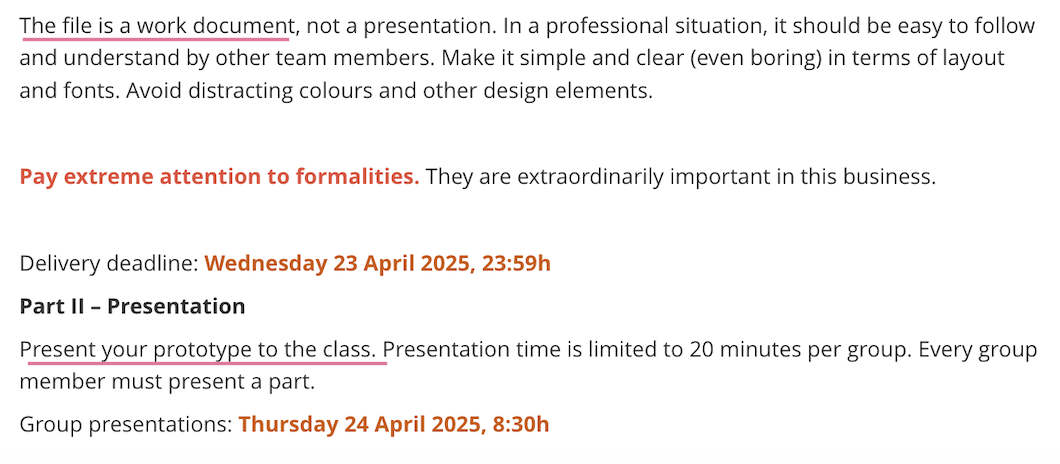 The file is a work document, not a presentation. In a professional situation, it should be easy to follow
and understand by other team members. Make it simple and clear (even boring) in terms of layout
and fonts. Avoid distracting colours and other design elements.
Pay extreme attention to formalities. They are extraordinarily important in this business.
Delivery deadline: Wednesday 23 April 2025, 23:59h
Part II – Presentation
Present your prototype to the class. Presentation time is limited to 20 minutes per group. Every group
member must present a part.
Group presentations: Thursday 24 April 2025, 8:30h